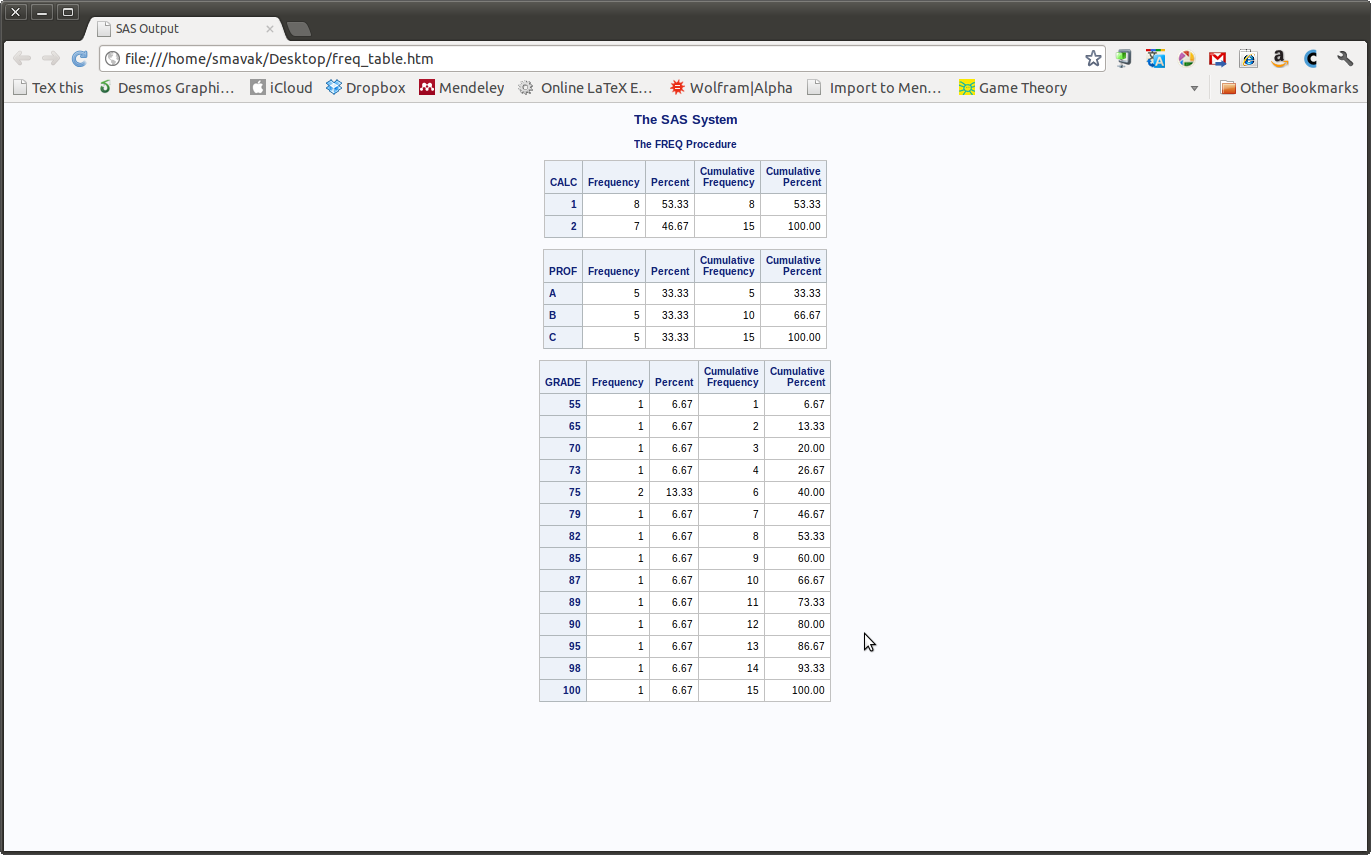 SAS Output
file:///home/smavak/Desktop/freq_table.htm
TeX this Desmos Graphi... iCloud Dropbox Mendeley Online LaTeX E... Wolfram|Alpha Import to Men... Game Theory Other Bookmarks
The SAS System
The FREQ Procedure
CALC Frequency Percent Cumulative Frequency Cumulative Percent
1 8 53.33 8 53.33
2 7 46.67 15 100.00
PROF Frequency Percent Cumulative Frequency Cumulative Percent
A 5 33.33 5 33.33
B 5 33.33 10 66.67
C 5 33.33 15 100.00
GRADE Frequency Percent Cumulative Frequency Cumulative Percent
55 1 6.67 1 6.67
65 1 6.67 2 13.33
70 1 6.67 3 20.00
73 1 6.67 4 26.67
75 2 13.33 6 40.00
79 1 6.67 7 46.67
82 1 6.67 8 53.33
85 1 6.67 9 60.00
87 1 6.67 10 66.67
89 1 6.67 11 73.33
90 1 6.67 12 80.00
95 1 6.67 13 86.67
98 1 6.67 14 93.33
100 1 6.67 15 100.00